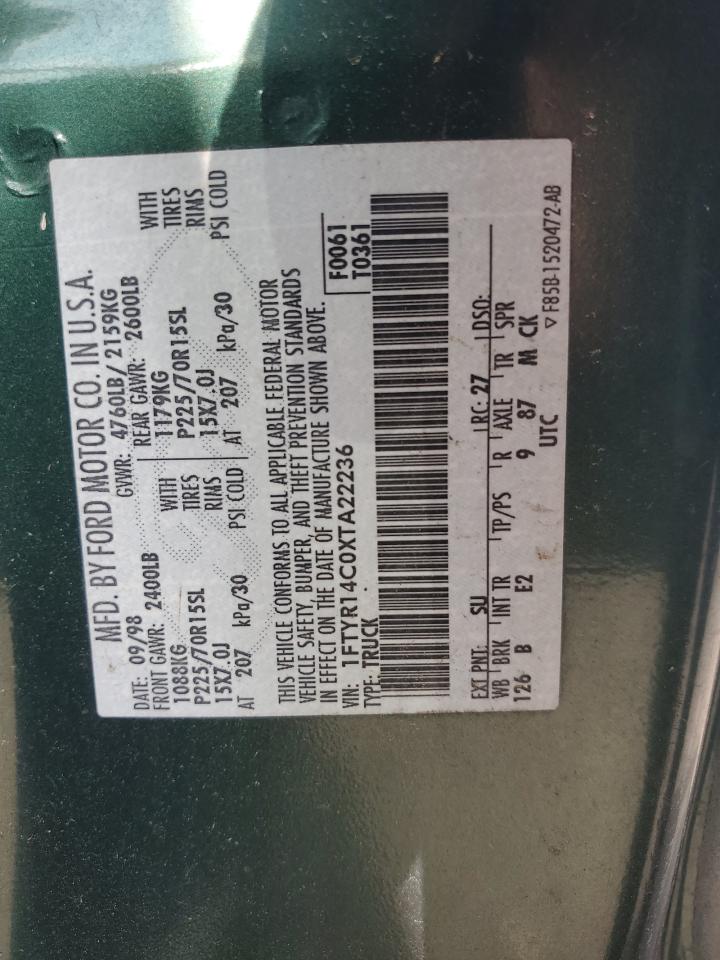 MFD. BY FORD MOTOR CO. IN U.S.A.
DATE: 09/98 GVWR: 4760LB/ 2159KG
FRONT GAWR: 2400LB REAR GAWR: 2600LB
1088KG WITH 1179KG WITH
P225/70R15SL TIRES P225/70R15SL TIRES
15X7.0J RIMS 15X7.0J RIMS
AT 207 kPa/30 PSI COLD AT 207 kPa/30 PSI COLD
THIS VEHICLE CONFORMS TO ALL APPLICABLE FEDERAL MOTOR
VEHICLE SAFETY, BUMPER, AND THEFT PREVENTION STANDARDS
IN EFFECT ON THE DATE OF MANUFACTURE SHOWN ABOVE.
VIN: 1FTYR14C0XTA22236 F0061
TYPE: TRUCK T0361
EXT PNT: SU RC: 27 DSO:
WB BRK INT TR TP/PS R AXLE TR SPR
126 B E2 9 87 M CK
UTC
▽ F85B-1520472-AB